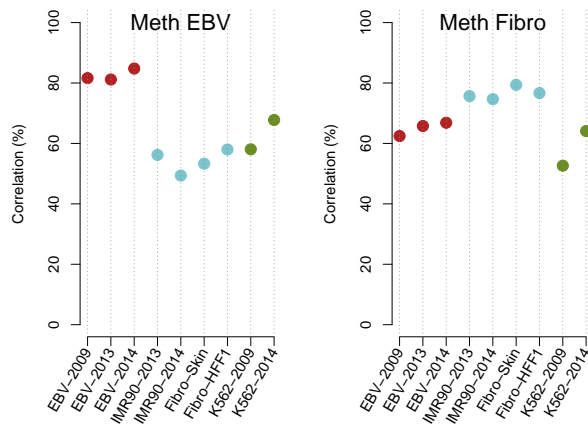 Meth EBV
Correlation (%)
100
80
60
40
20
0
EBV−2009
EBV−2013
EBV−2014
IMR90−2013
IMR90−2014
Fibro−Skin
Fibro−HFF1
K562−2009
K562−2014
Meth Fibro
Correlation (%)
100
80
60
40
20
0
EBV−2009
EBV−2013
EBV−2014
IMR90−2013
IMR90−2014
Fibro−Skin
Fibro−HFF1
K562−2009
K562−2014